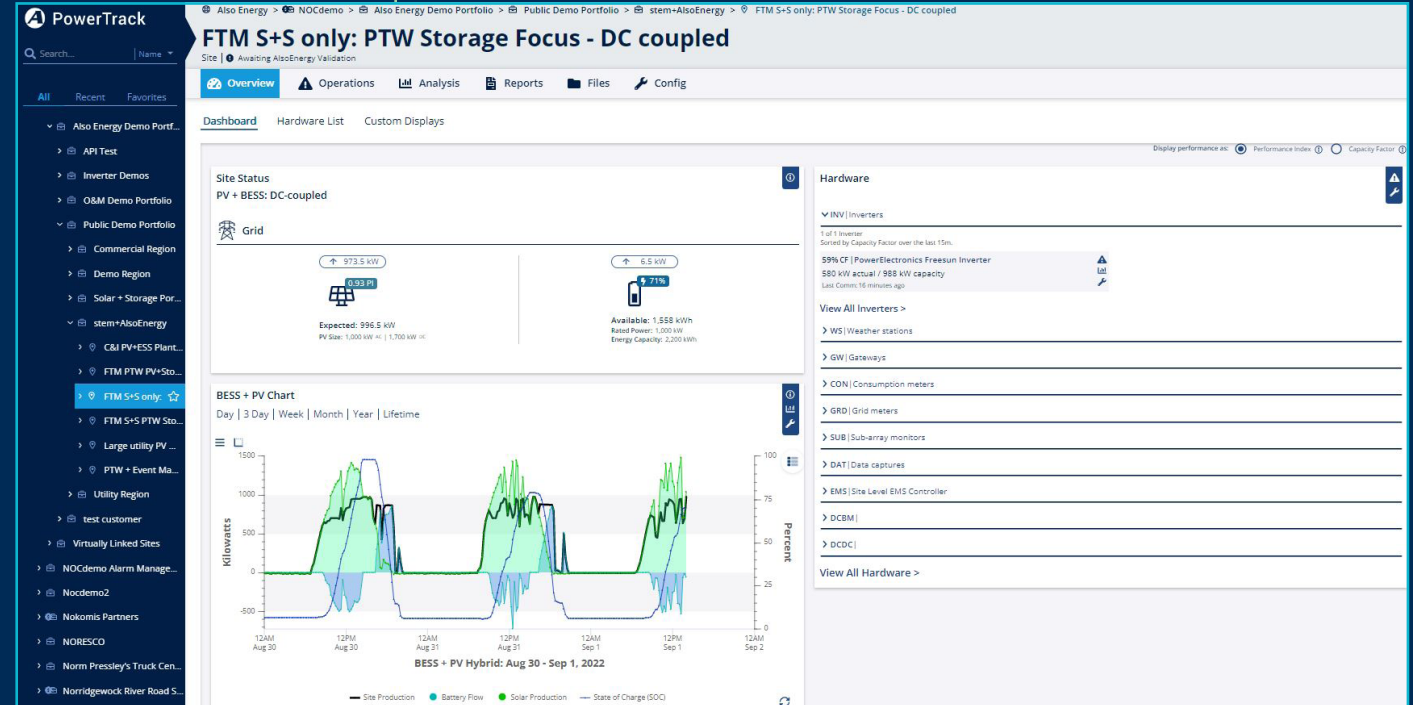 PowerTrack
Search...
Name
All
Recent
Favorites
Also Energy Demo Portf...
API Test
Inverter Demos
O&M Demo Portfolio
Public Demo Portfolio
Commercial Region
Demo Region
Solar + Storage Por...
stem+AlsoEnergy
C&I PV+ESS Plant...
FTM PTW PV+Sto...
FTM S+S only:
FTM S+S PTW Sto...
Large utility PV ...
PTW + Event Ma...
Utility Region
test customer
Virtually Linked Sites
NOCdemo Alarm Manage...
Nocdemo2
Nokomis Partners
NORESCO
Norm Pressley's Truck Cen...
Norridgewock River Road S...
Also Energy > NOCdemo > Also Energy Demo Portfolio > Public Demo Portfolio > stem+AlsoEnergy > FTM S+S only: PTW Storage Focus - DC coupled
FTM S+S only: PTW Storage Focus - DC coupled
Site | Awaiting AlsoEnergy Validation
Overview Operations Analysis Reports Files Config
Dashboard Hardware List Custom Displays
Display performance as: Performance Index Capacity Factor
Site Status
PV + BESS: DC-coupled
Grid
↑ 973.5 kW
0.93 PI
Expected: 996.5 kW
PV Size: 1,000 kW AC | 1,700 kW DC
↑ 6.5 kW
71%
Available: 1,558 kWh
Rated Power: 1,000 kW
Energy Capacity: 2,200 kWh
BESS + PV Chart
Day | 3 Day | Week | Month | Year | Lifetime
Kilowatts
1500
1000
500
0
-500
Percent
100
75
50
25
0
12AM 12PM 12AM 12PM 12AM 12PM 12AM
Aug 30 Aug 30 Aug 31 Aug 31 Sep 1 Sep 1 Sep 2
BESS + PV Hybrid: Aug 30 - Sep 1, 2022
Site Production Battery Flow Solar Production State of Charge (SOC)
Hardware
INV | Inverters
1 of 1 Inverter
Sorted by Capacity Factor over the last 15m.
59% CF | PowerElectronics Freesun Inverter
580 kW actual / 988 kW capacity
Last Comm: 16 minutes ago
View All Inverters >
WS | Weather stations
GW | Gateways
CON | Consumption meters
GRD | Grid meters
SUB | Sub-array monitors
DAT | Data captures
EMS | Site Level EMS Controller
DCBM |
DCDC |
View All Hardware >